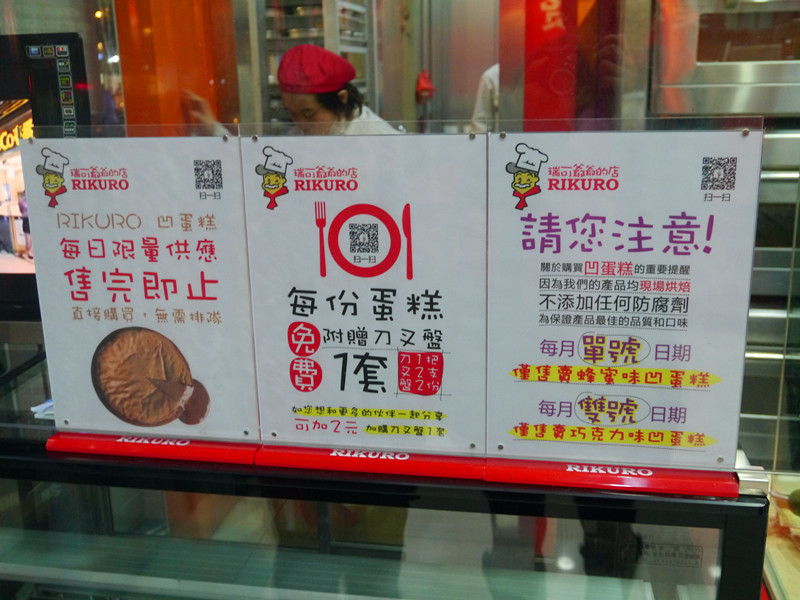 瑞可爺爺的店
RIKURO
扫一扫
RIKURO 凹蛋糕
每日限量供應
售完即止
直接購買,無需排隊
RIKURO
瑞可爺爺的店
RIKURO
扫一扫
每份蛋糕
免費
附贈刀叉盤
1套
刀1把
叉2支
盤2份
如您想和更多的伙伴一起分享
可加2元 加購刀叉盤1套
RIKURO
瑞可爺爺的店
RIKURO
扫一扫
請您注意!
關於購買凹蛋糕的重要提醒
因為我們的產品均現場烘焙
不添加任何防腐劑
為保證產品最佳的品質和口味
每月 單號 日期
僅售賣蜂蜜味凹蛋糕
每月 雙號 日期
僅售賣巧克力味凹蛋糕
RIKURO